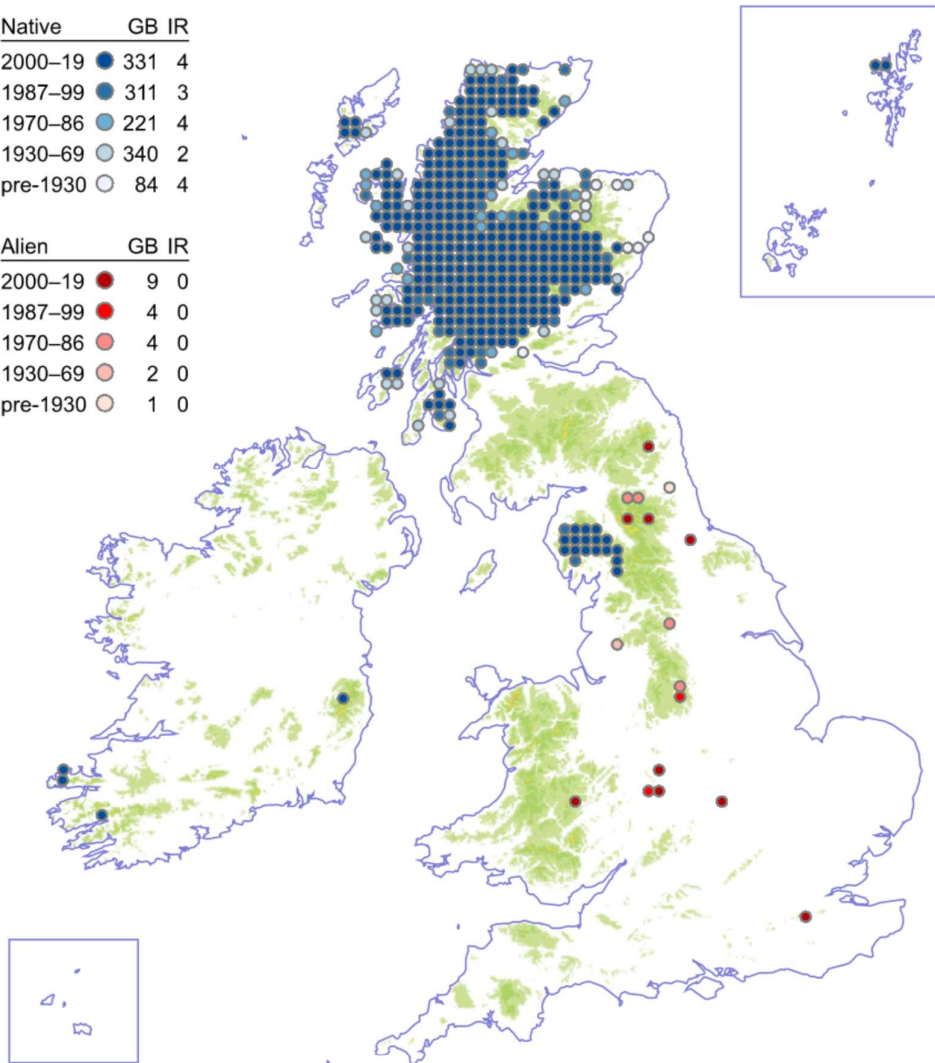 Native GB IR
2000–19 331 4
1987–99 311 3
1970–86 221 4
1930–69 340 2
pre-1930 84 4
Alien GB IR
2000–19 9 0
1987–99 4 0
1970–86 4 0
1930–69 2 0
pre-1930 1 0